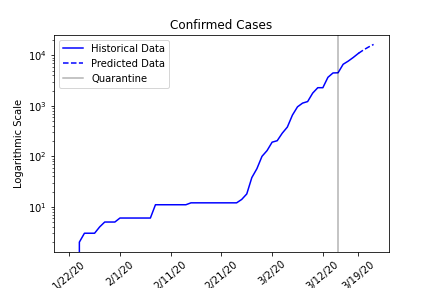 Confirmed Cases
Historical Data
Predicted Data
Quarantine
Logarithmic Scale
10⁴
10³
10²
10¹
1/22/20
2/1/20
2/11/20
2/21/20
3/2/20
3/12/20
3/19/20